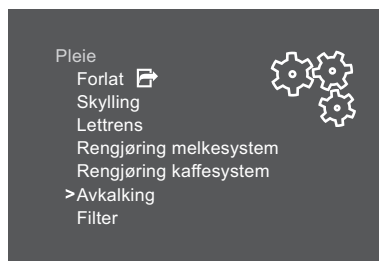 Pleie
Forlat
Skylling
Lettrens
Rengjøring melkesystem
Rengjøring kaffesystem
>Avkalking
Filter